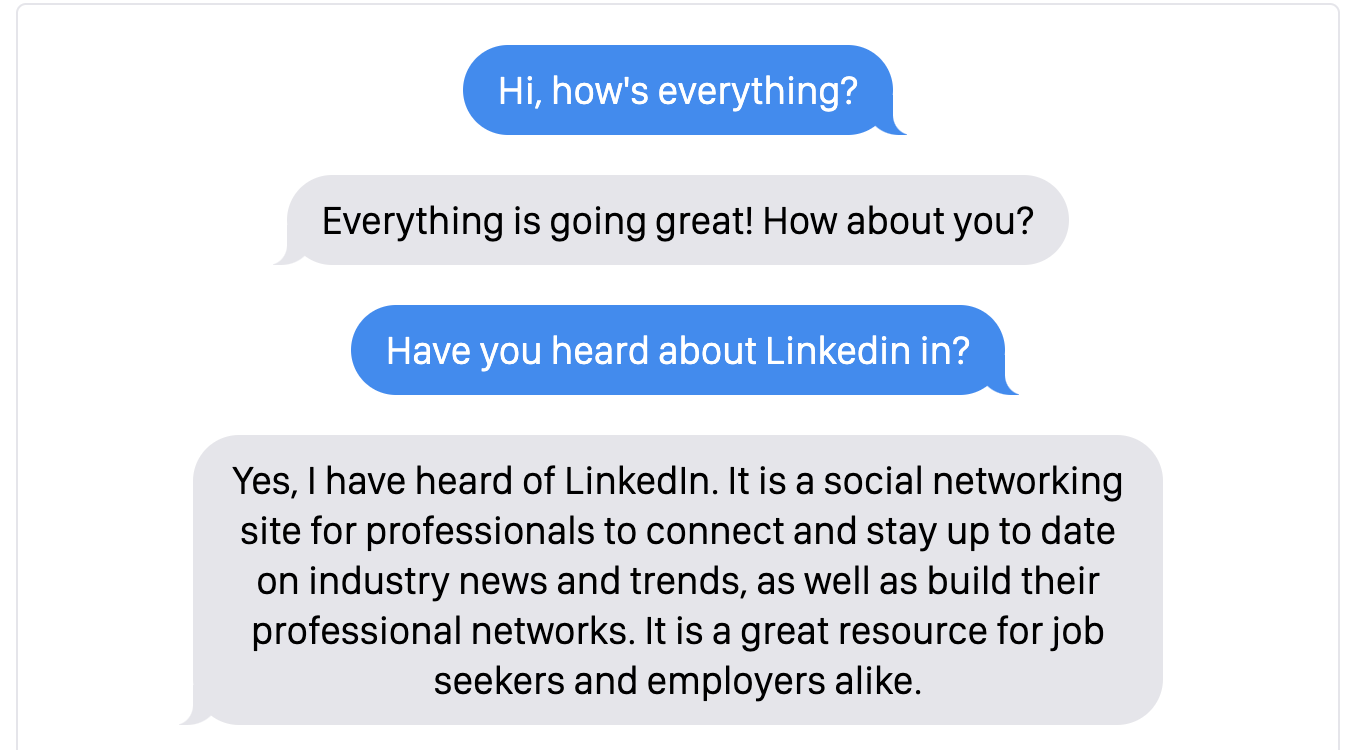 Hi, how's everything?
Everything is going great! How about you?
Have you heard about Linkedin in?
Yes, I have heard of LinkedIn. It is a social networking
site for professionals to connect and stay up to date
on industry news and trends, as well as build their
professional networks. It is a great resource for job
seekers and employers alike.